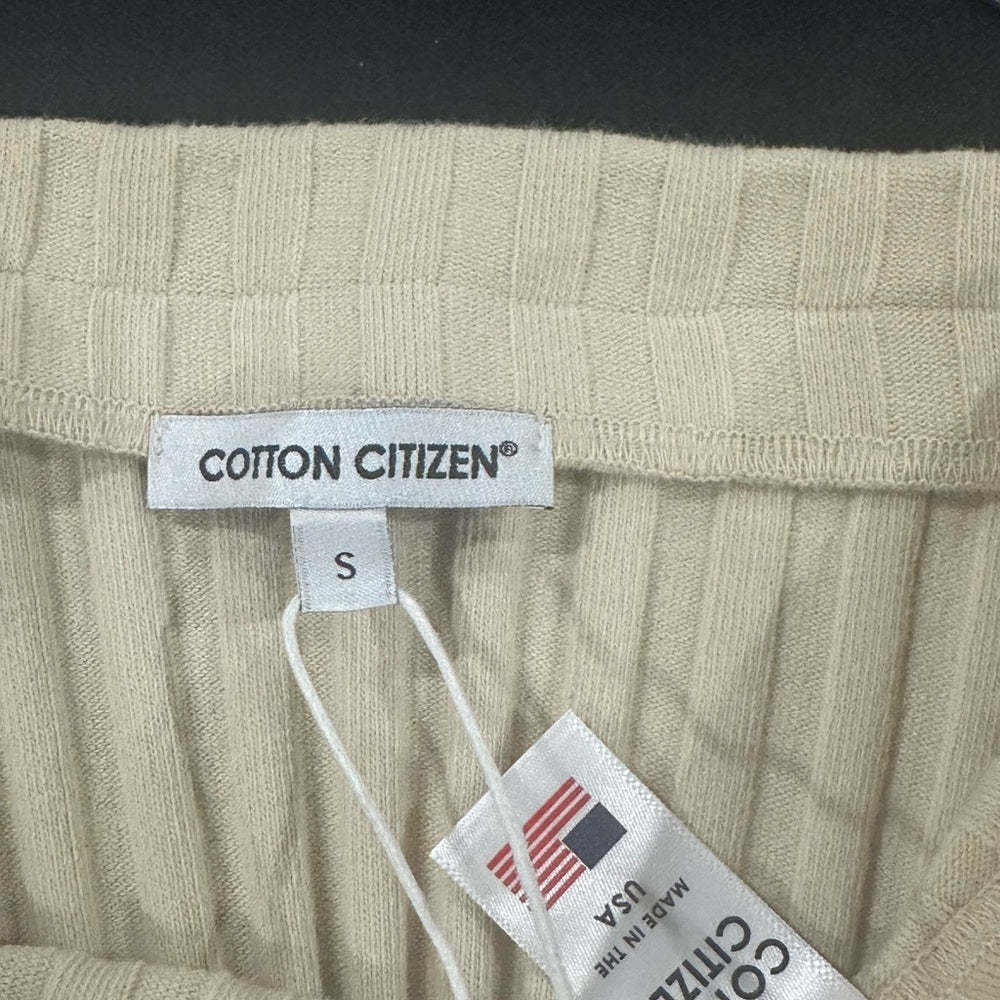 COTTON CITIZEN®
S
MADE IN THE
USA